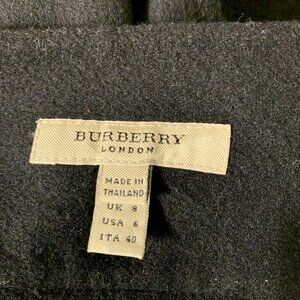 BURBERRY
LONDON
MADE IN
THAILAND
UK 8
USA 6
ITA 40